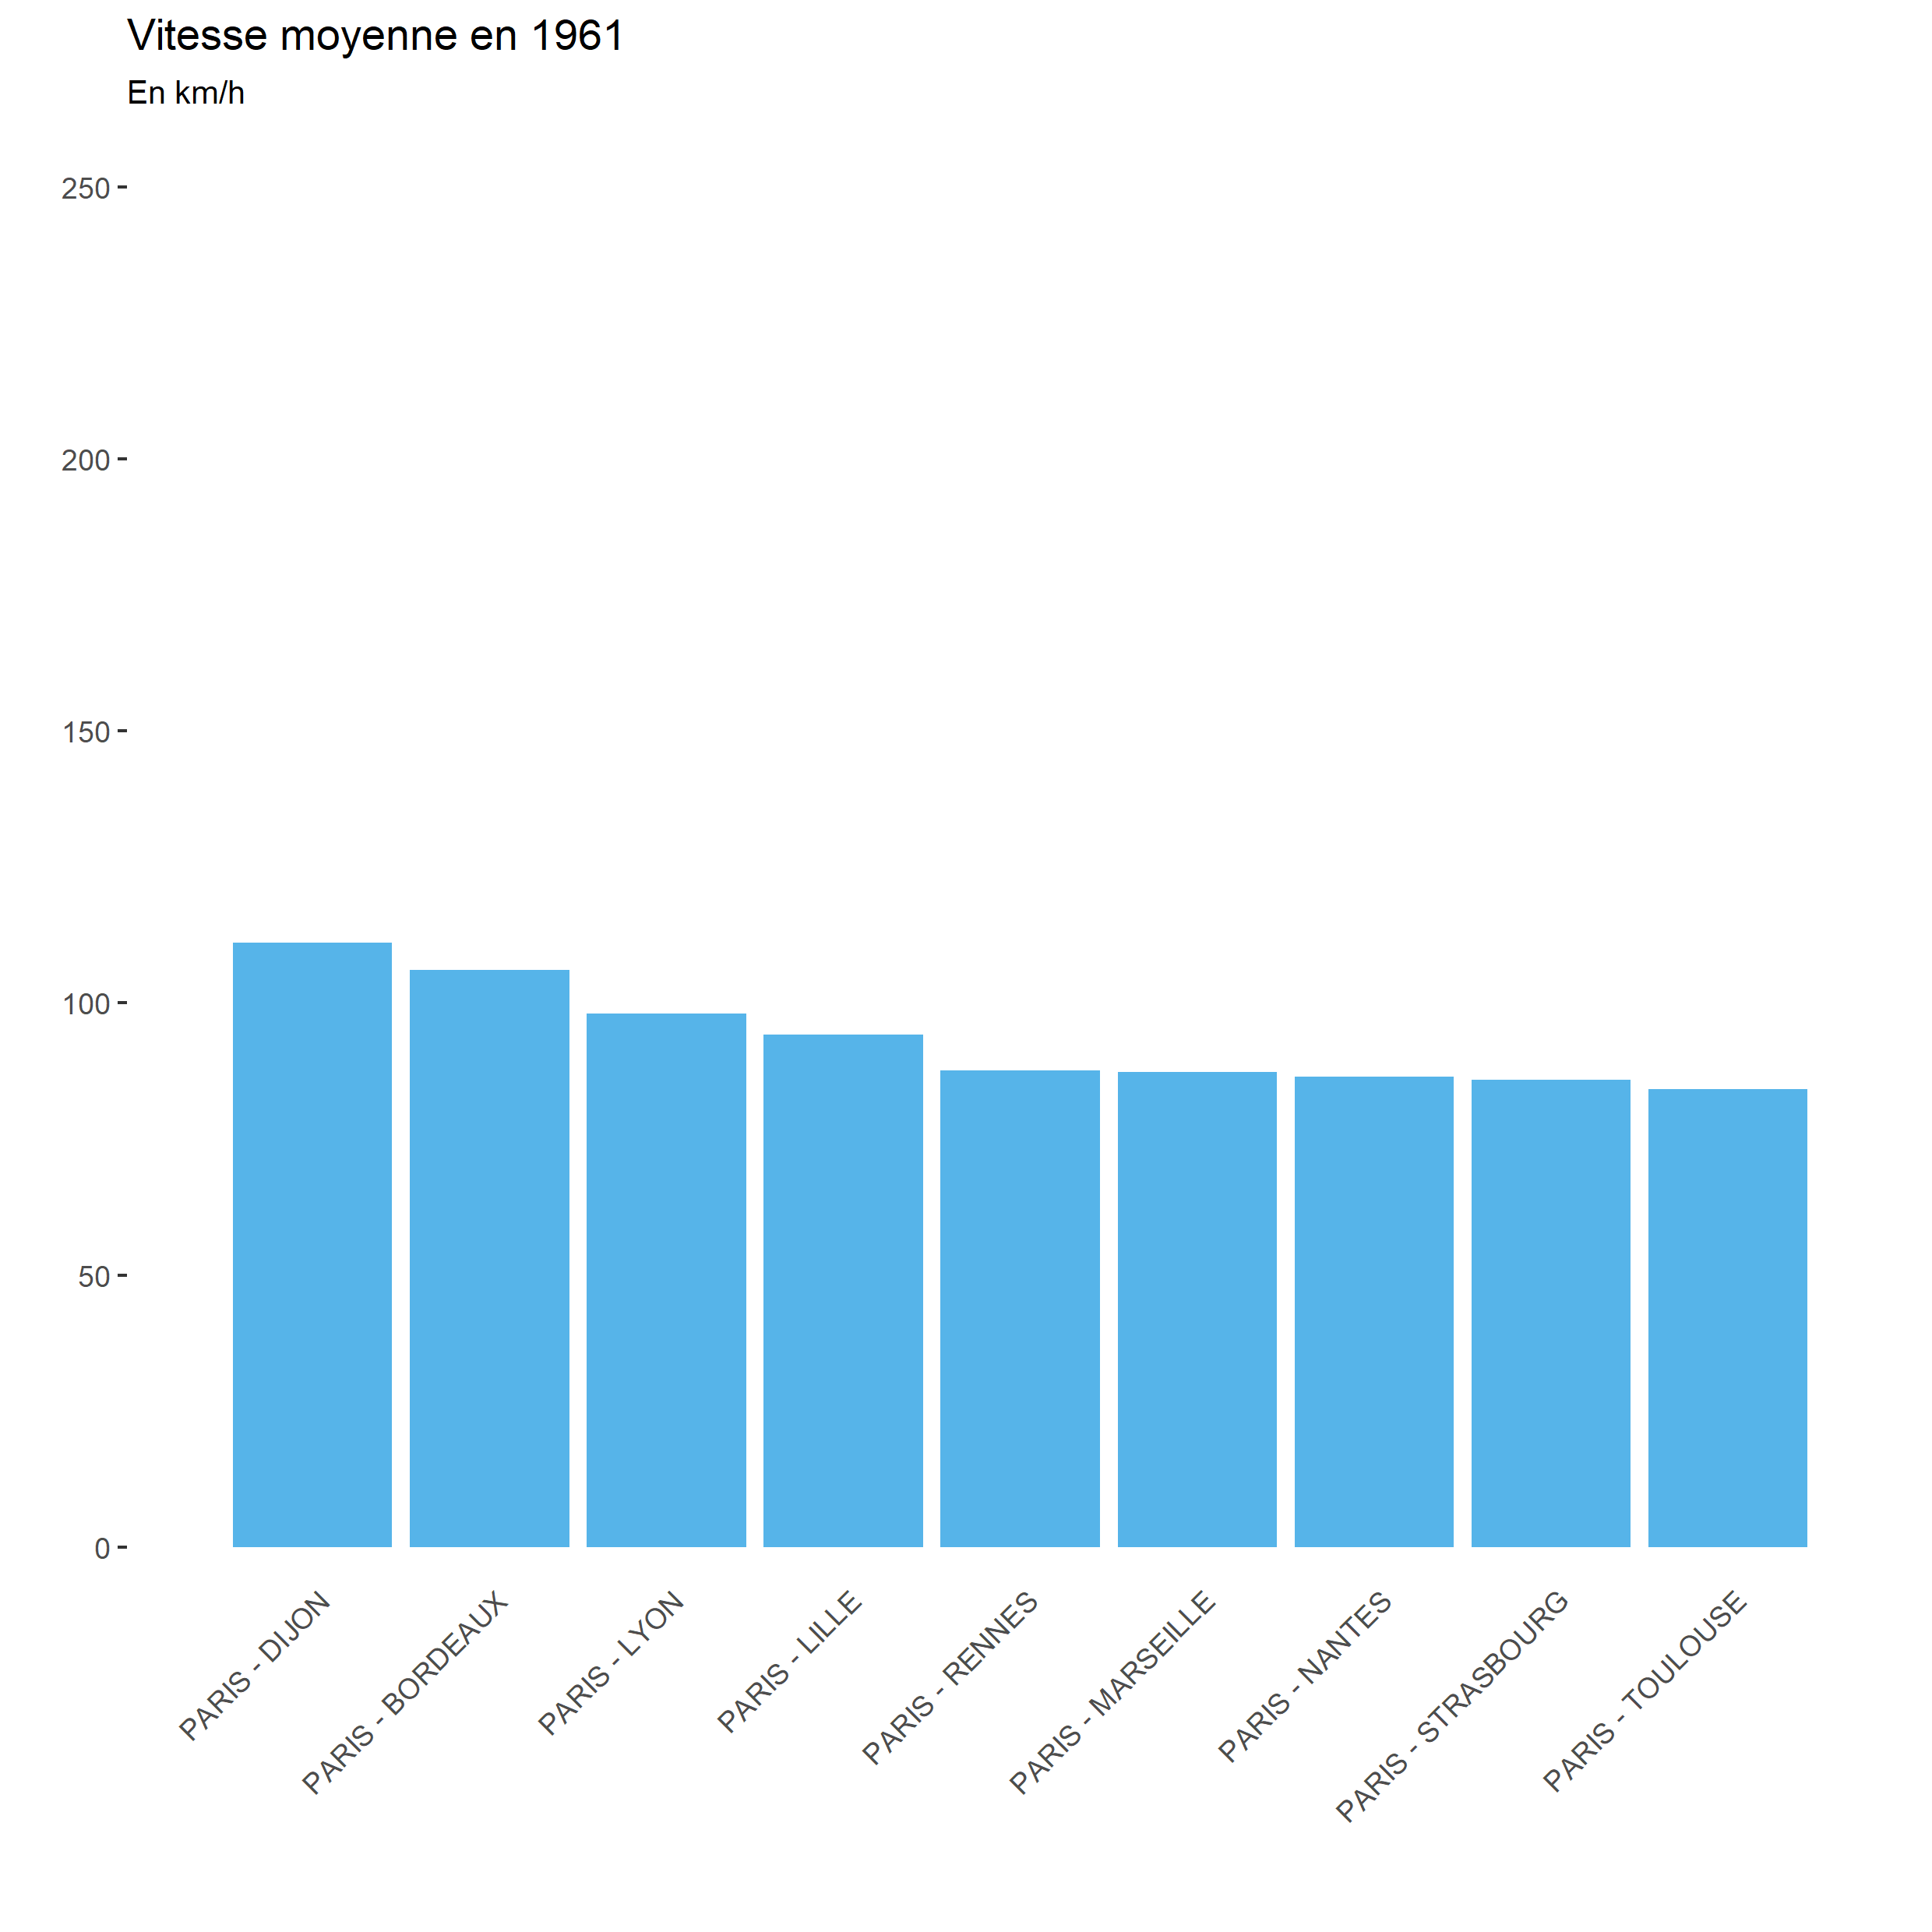 Vitesse moyenne en 1961
En km/h
250
200
150
100
50
0
PARIS - DIJON
PARIS - BORDEAUX
PARIS - LYON
PARIS - LILLE
PARIS - RENNES
PARIS - MARSEILLE
PARIS - NANTES
PARIS - STRASBOURG
PARIS - TOULOUSE